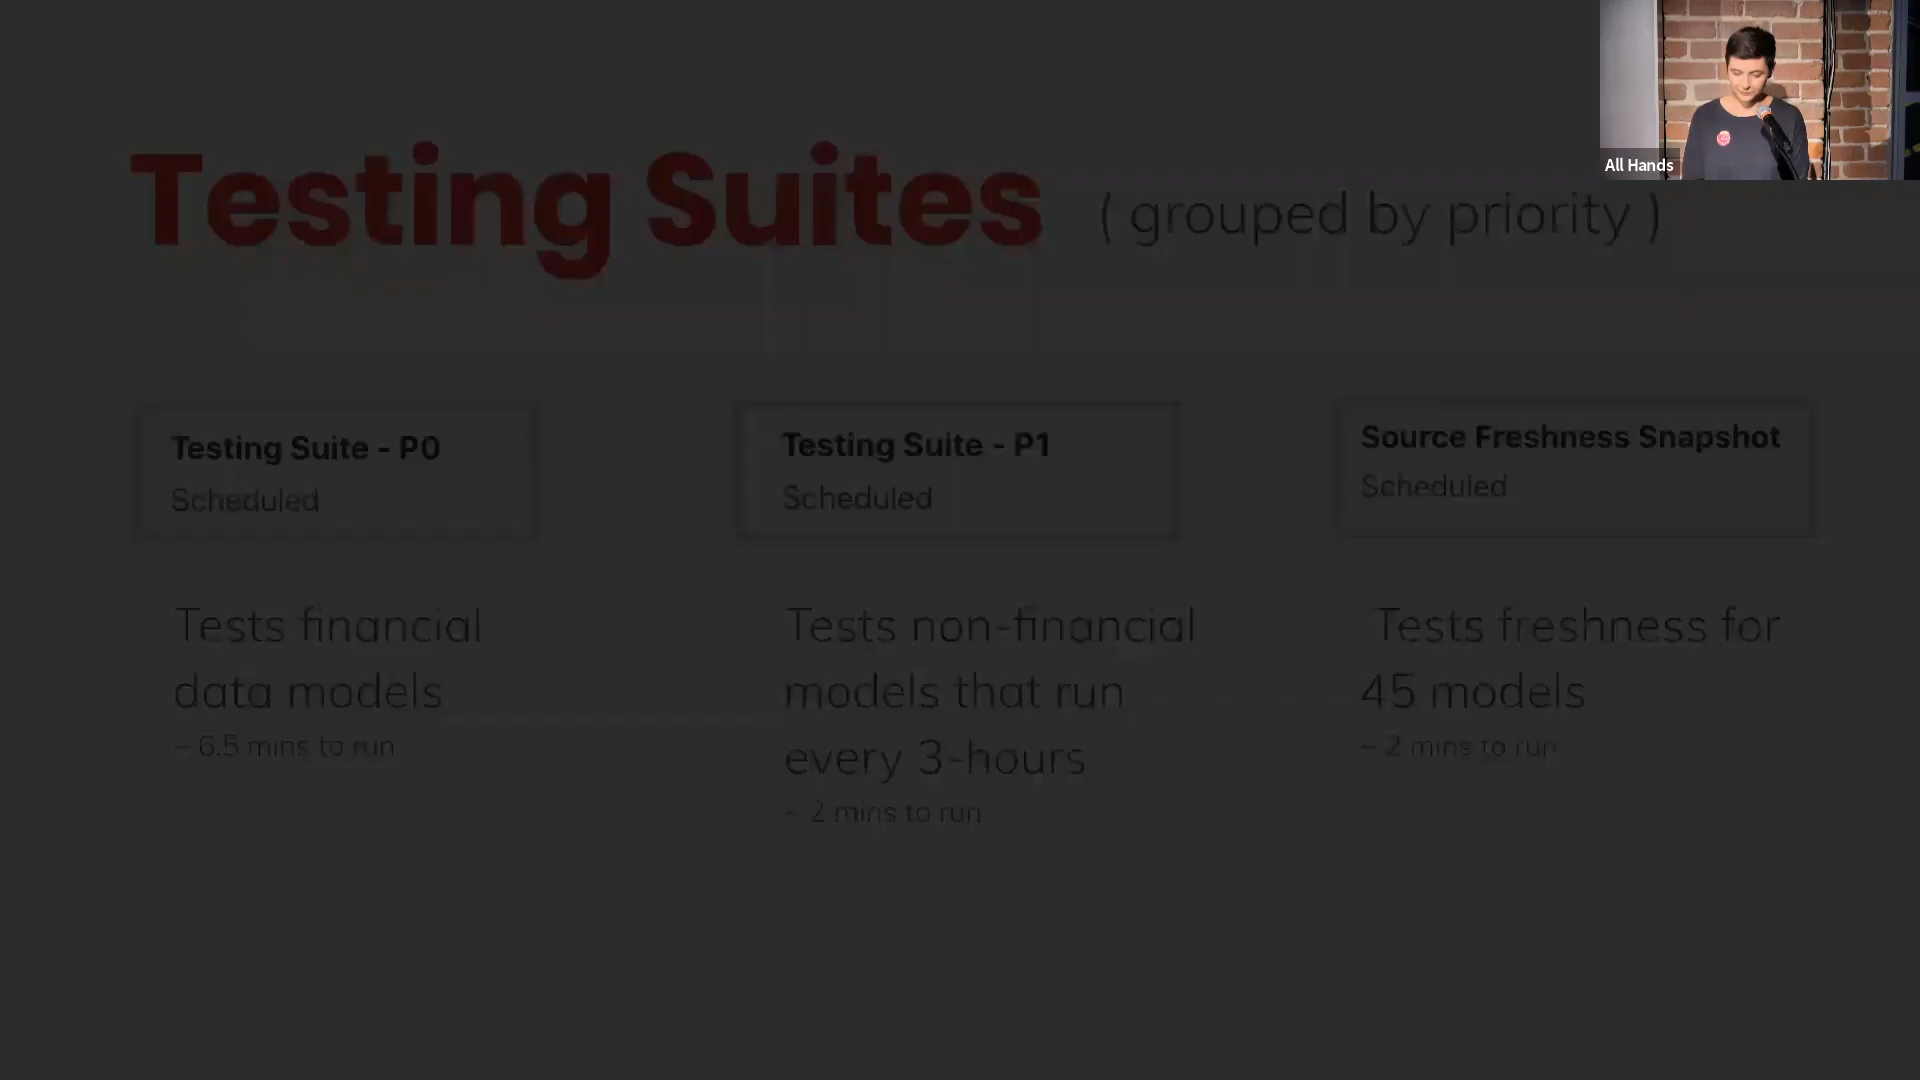 All Hands
Testing Suites ( grouped by priority )
Testing Suite - P0
Scheduled
Tests financial
data models
~ 6.5 mins to run
Testing Suite - P1
Scheduled
Tests non-financial
models that run
every 3-hours
~ 2 mins to run
Source Freshness Snapshot
Scheduled
Tests freshness for
45 models
~ 2 mins to run